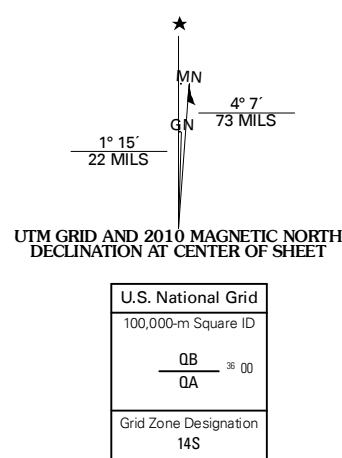 MN
4° 7´
73 MILS
GN
1° 15´
22 MILS
UTM GRID AND 2010 MAGNETIC NORTH
DECLINATION AT CENTER OF SHEET
U.S. National Grid
100,000-m Square ID
QB
36 00
QA
Grid Zone Designation
14S